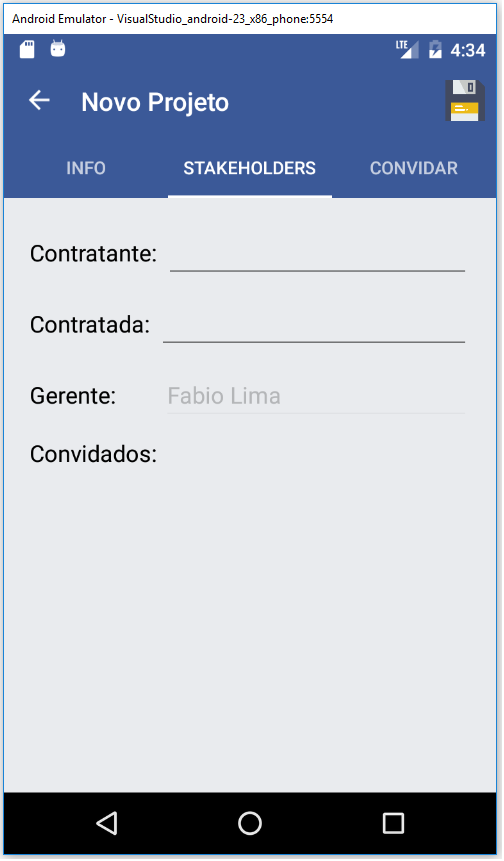 Android Emulator - VisualStudio_android-23_x86_phone:5554
LTE 4:34
Novo Projeto
INFO STAKEHOLDERS CONVIDAR
Contratante:
Contratada:
Gerente: Fabio Lima
Convidados: